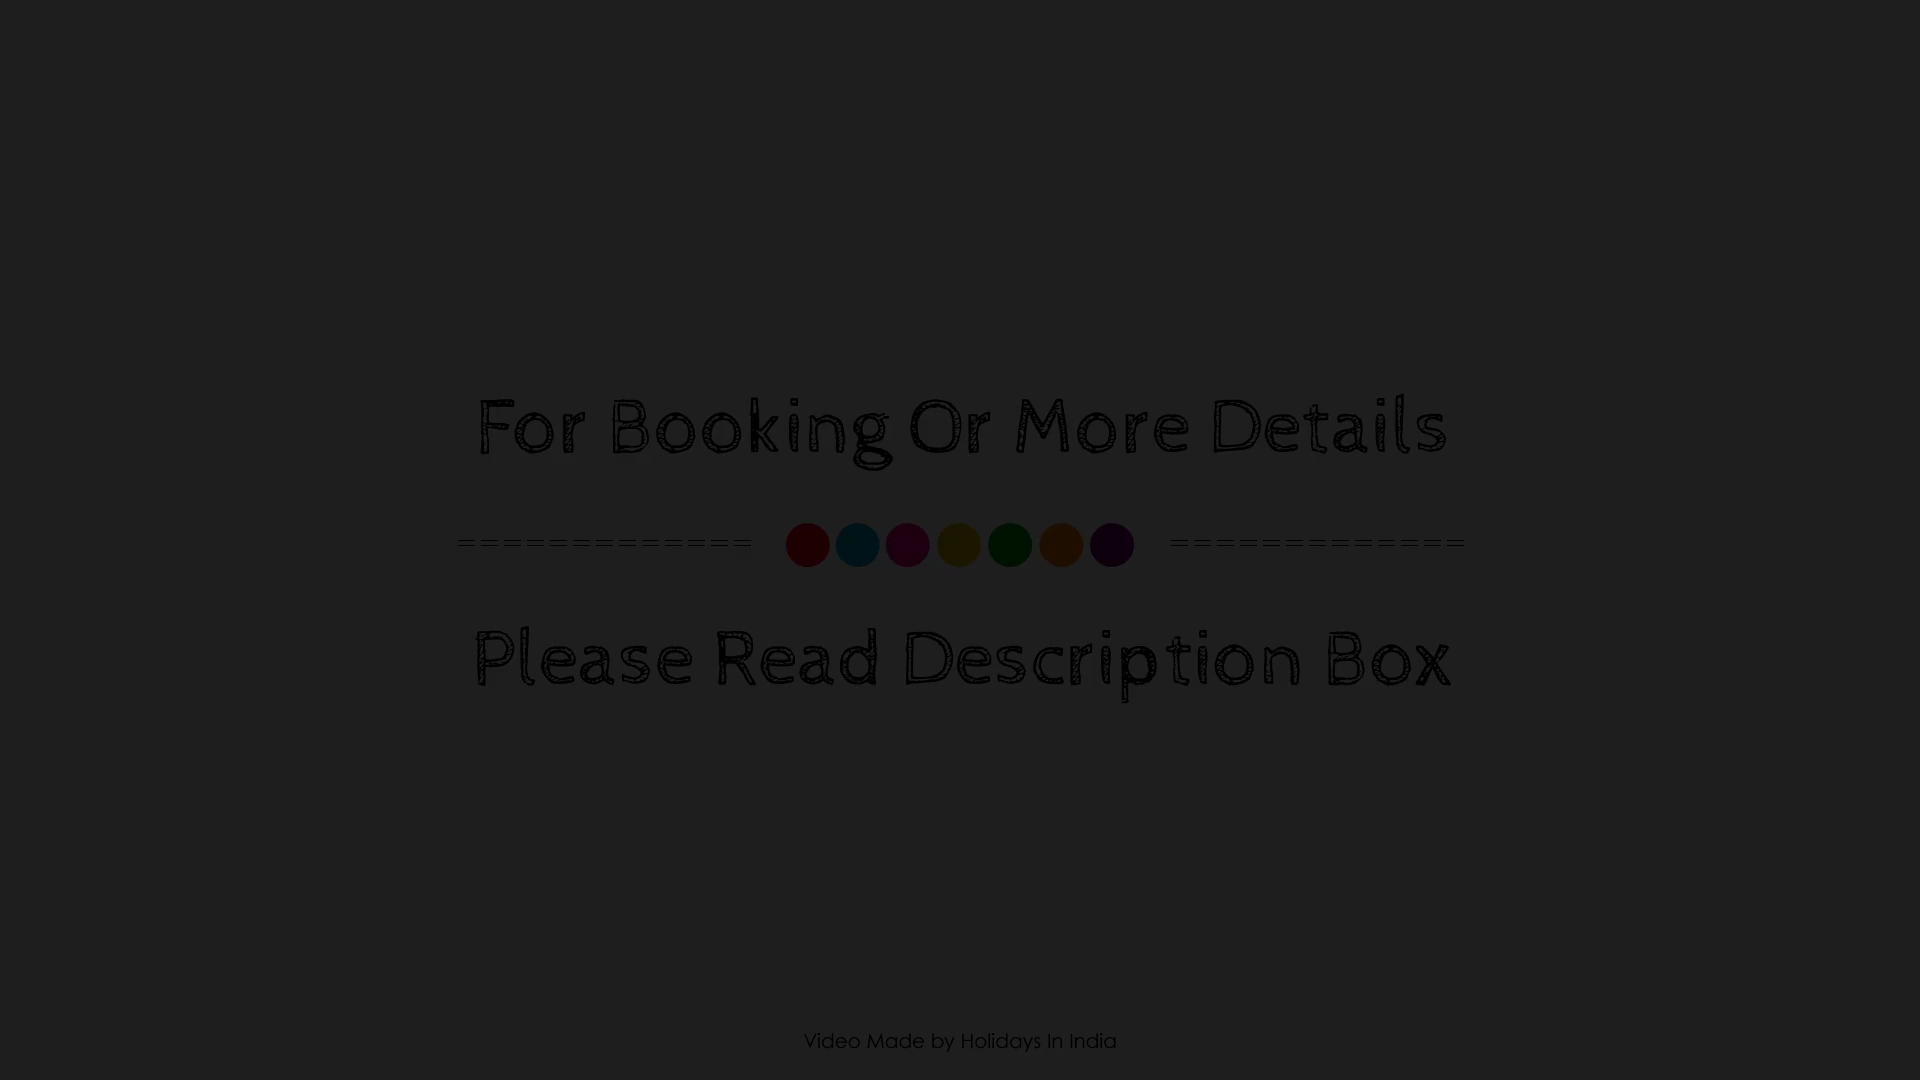 For Booking Or More Details
============= =============
Please Read Description Box
Video Made by Holidays In India